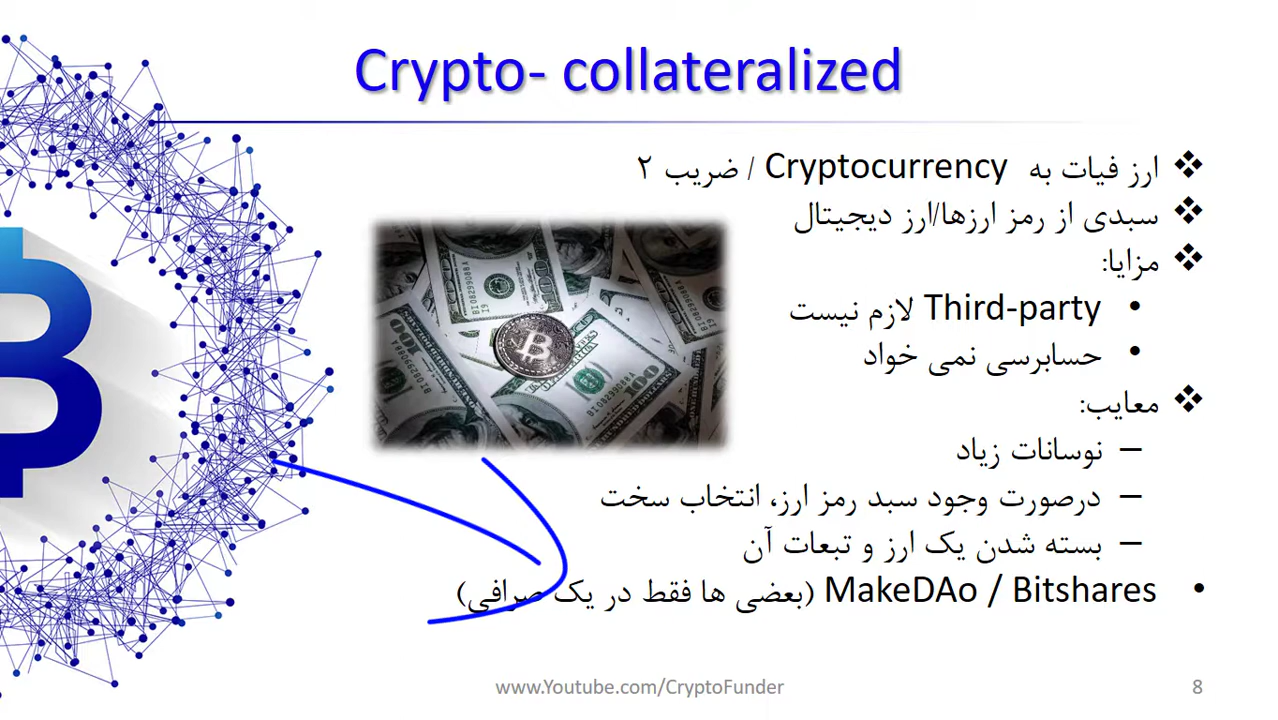 Crypto- collateralized
ارز فیات به Cryptocurrency / ضریب ۲
سبدی از رمز ارزها/ارز دیجیتال
مزایا:
Third-party لازم نیست
حسابرسی نمی خواد
معایب:
نوسانات زیاد
درصورت وجود سبد رمز ارز، انتخاب سخت
بسته شدن یک ارز و تبعات آن
MakeDAo / Bitshares (بعضی ها فقط در یک صرافی)
www.Youtube.com/CryptoFunder
8